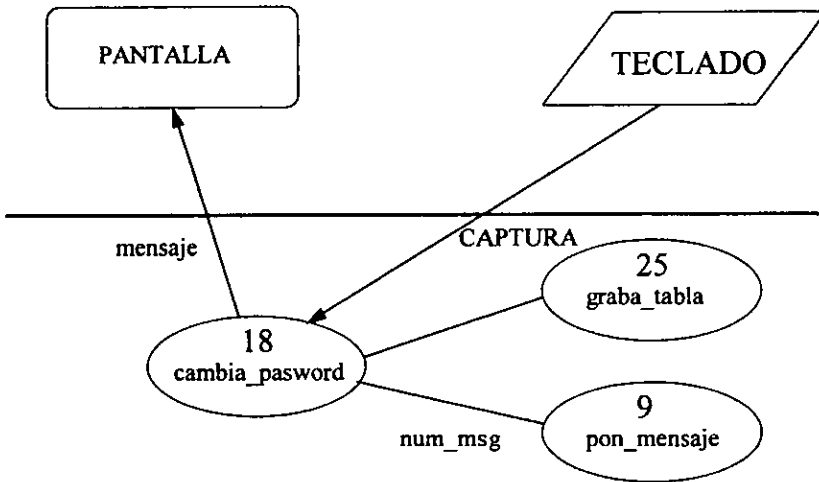 PANTALLA
TECLADO
mensaje
CAPTURA
25
graba_tabla
18
cambia_pasword
9
pon_mensaje
num_msg